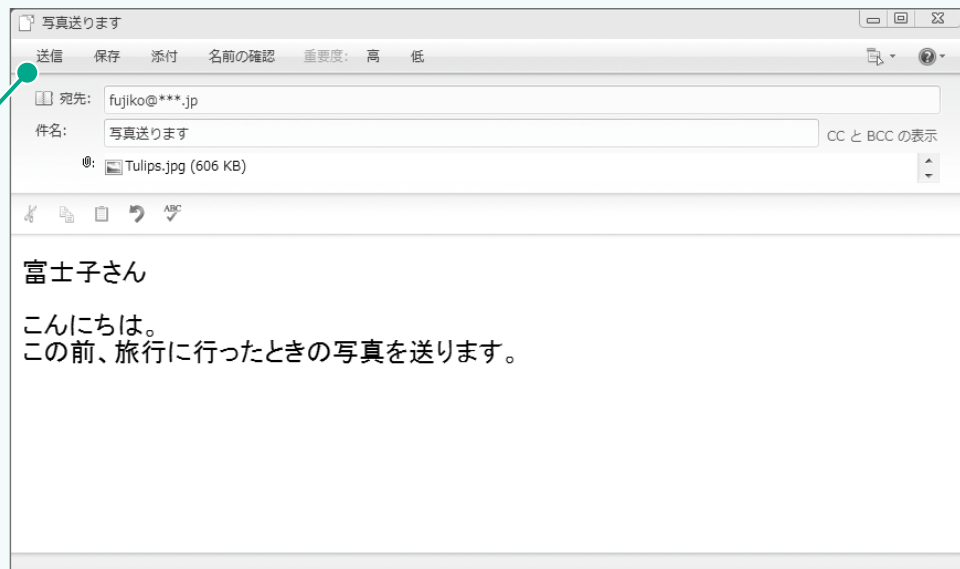 写真送ります
送信 保存 添付 名前の確認 重要度: 高 低
宛先: fujiko@***.jp
件名: 写真送ります CC と BCC の表示
Tulips.jpg (606 KB)
ABC
富士子さん
こんにちは。
この前、旅行に行ったときの写真を送ります。